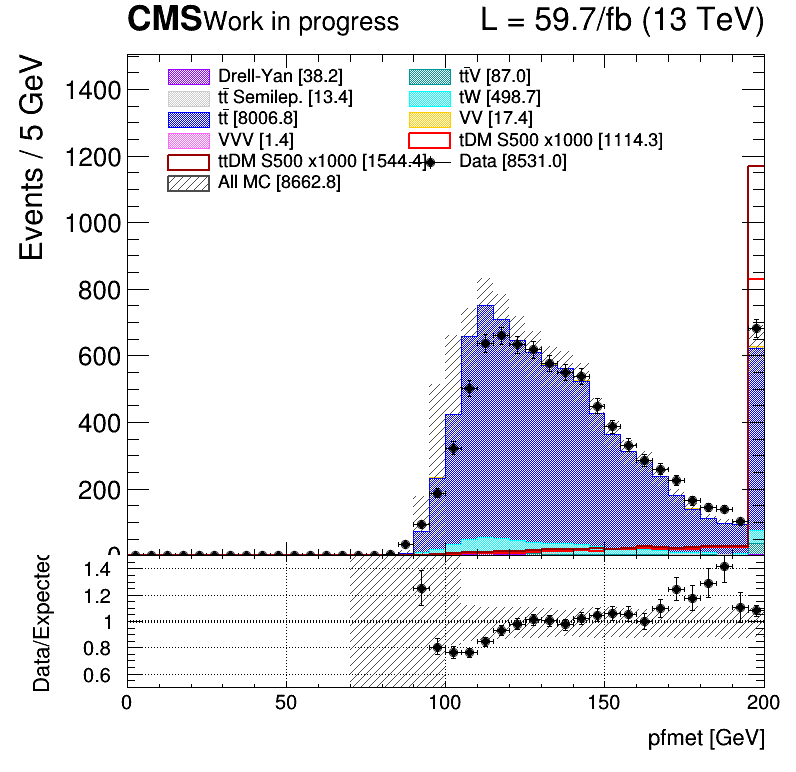 CMS Work in progress L = 59.7/fb (13 TeV)
Events / 5 GeV
1400
1200
1000
800
600
400
200
0
Drell-Yan [38.2] tt̄V [87.0]
tt̄ Semilep. [13.4] tW [498.7]
tt̄ [8006.8] VV [17.4]
VVV [1.4] tDM S500 x1000 [1114.3]
ttDM S500 x1000 [1544.4] Data [8531.0]
All MC [8662.8]
Data/Expected
1.4
1.2
1
0.8
0.6
0 50 100 150 200
pfmet [GeV]